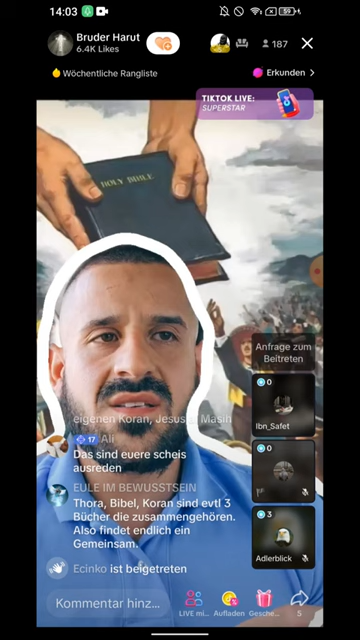 14:03
59
Bruder Harut
6.4K Likes
187
Wöchentliche Rangliste
Erkunden
TIKTOK LIVE:
SUPERSTAR
HOLY BIBLE
Anfrage zum
Beitreten
0
Ibn_Safet
0
3
Adlerblick
eigenen Koran, Jesus al Masih
17 Ali
Das sind euere scheis
ausreden
EULE IM BEWUSSTSEIN
Thora, Bibel, Koran sind evtl 3
Bücher die zusammengehören.
Also findet endlich ein
Gemeinsam.
Ecinko ist beigetreten
Kommentar hinz...
LIVE mi...
Aufladen
Gesche...
5